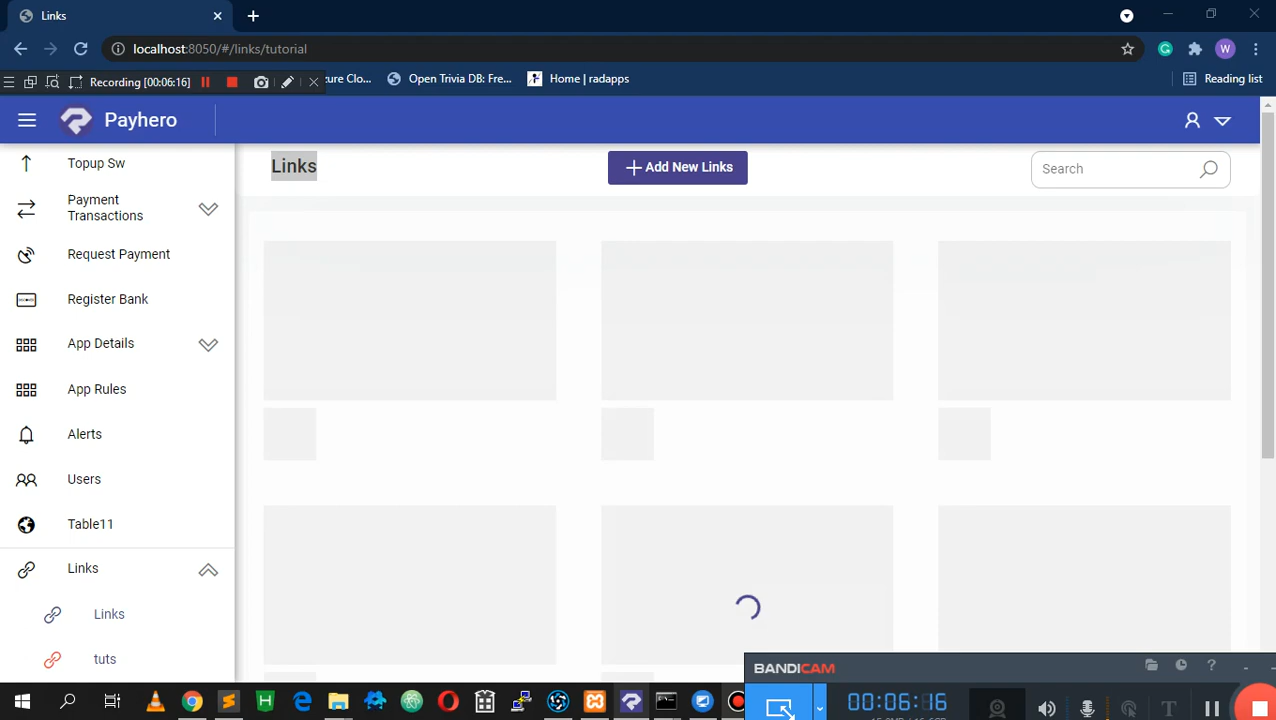 Links
localhost:8050/#/links/tutorial
Recording [00:06:16]
ure Clo...
Open Trivia DB: Fre...
Home | radapps
Reading list
W
Payhero
Links
Add New Links
Search
Topup Sw
Payment
Transactions
Request Payment
Register Bank
App Details
App Rules
Alerts
Users
Table11
Links
Links
tuts
BANDICAM
00:06:16